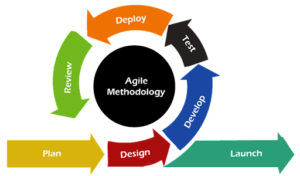 Deploy
Test
Review
Agile
Methodology
Develop
Plan
Design
Launch